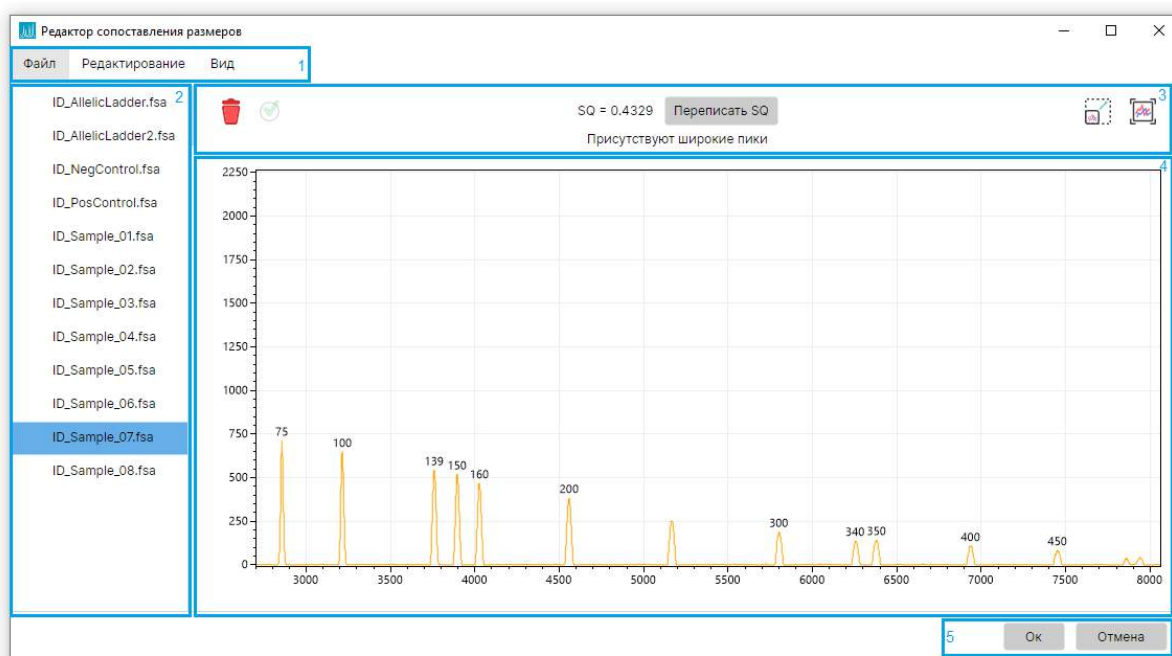 Редактор сопоставления размеров
Файл Редактирование Вид 1
ID_AllelicLadder.fsa 2
ID_AllelicLadder2.fsa
ID_NegControl.fsa
ID_PosControl.fsa
ID_Sample_01.fsa
ID_Sample_02.fsa
ID_Sample_03.fsa
ID_Sample_04.fsa
ID_Sample_05.fsa
ID_Sample_06.fsa
ID_Sample_07.fsa
ID_Sample_08.fsa
3
SQ = 0.4329 Переписать SQ
Присутствуют широкие пики
4
2250
2000
1750
1500
1250
1000
750
500
250
0
75
100
139 150
160
200
300
340 350
400
450
3000 3500 4000 4500 5000 5500 6000 6500 7000 7500 8000
5 Ок Отмена